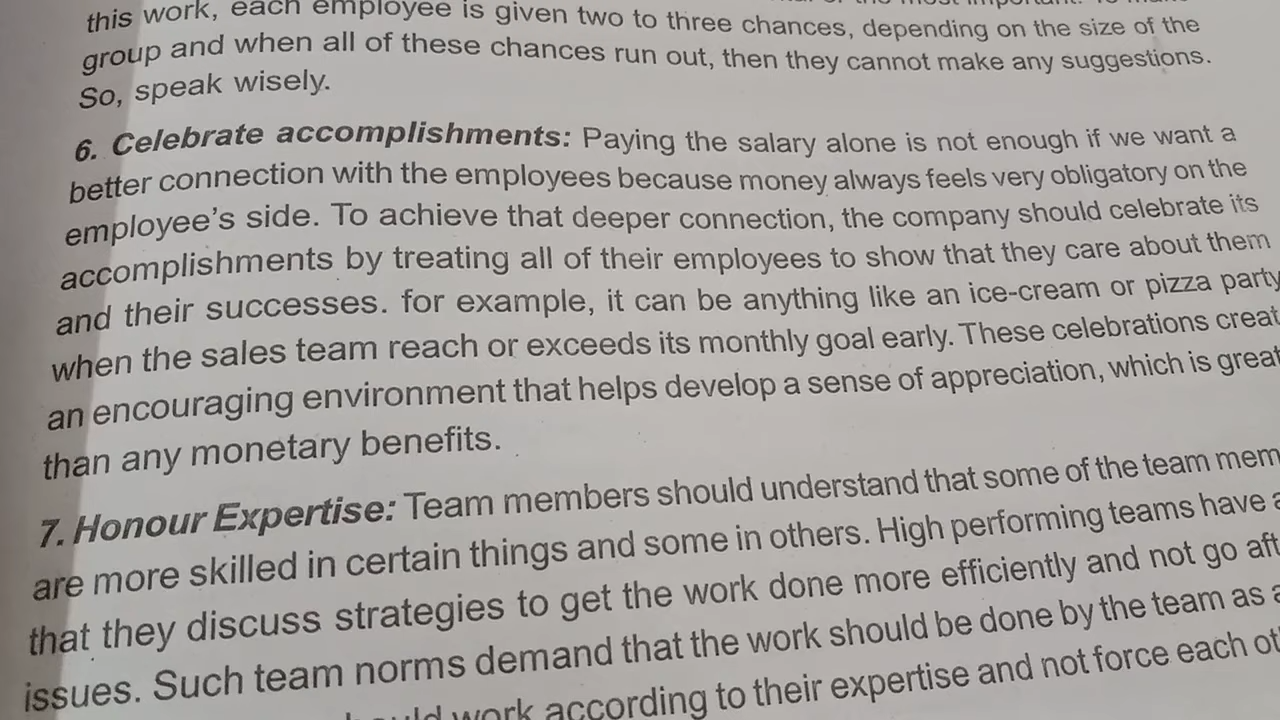 this work, each employee is given two to three chances, depending on the size of the
group and when all of these chances run out, then they cannot make any suggestions.
So, speak wisely.
6. Celebrate accomplishments: Paying the salary alone is not enough if we want a
better connection with the employees because money always feels very obligatory on the
employee's side. To achieve that deeper connection, the company should celebrate its
accomplishments by treating all of their employees to show that they care about them
and their successes. for example, it can be anything like an ice-cream or pizza party
when the sales team reach or exceeds its monthly goal early. These celebrations creat
an encouraging environment that helps develop a sense of appreciation, which is great
than any monetary benefits.
7. Honour Expertise: Team members should understand that some of the team mem
are more skilled in certain things and some in others. High performing teams have a
that they discuss strategies to get the work done more efficiently and not go aft
issues. Such team norms demand that the work should be done by the team as a
work according to their expertise and not force each ot